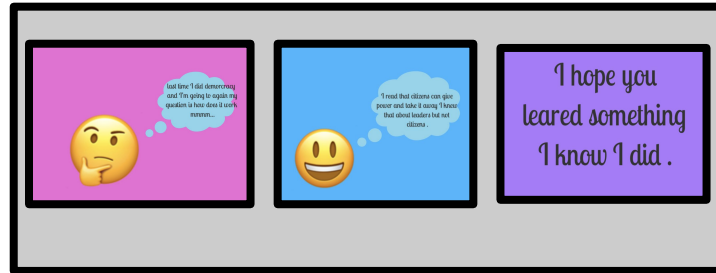 last time I did demorcracy
and I'm going to again my
question is how does it work
mmmm...
I read that citizens can give
power and take it away I knew
that about leaders but not
citizens .
I hope you
leared something
I know I did .